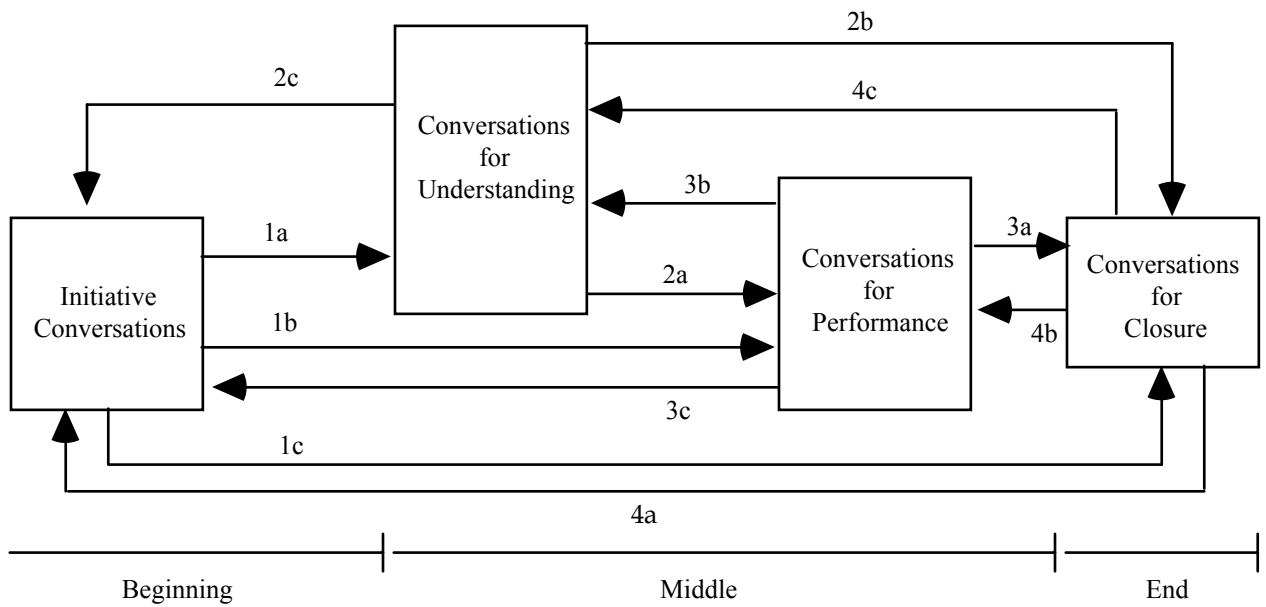 2b
2c
4c
Conversations
for
Understanding
3b
1a
3a
Initiative
Conversations
2a
Conversations
for
Performance
Conversations
for
Closure
1b
4b
3c
1c
4a
Beginning
Middle
End